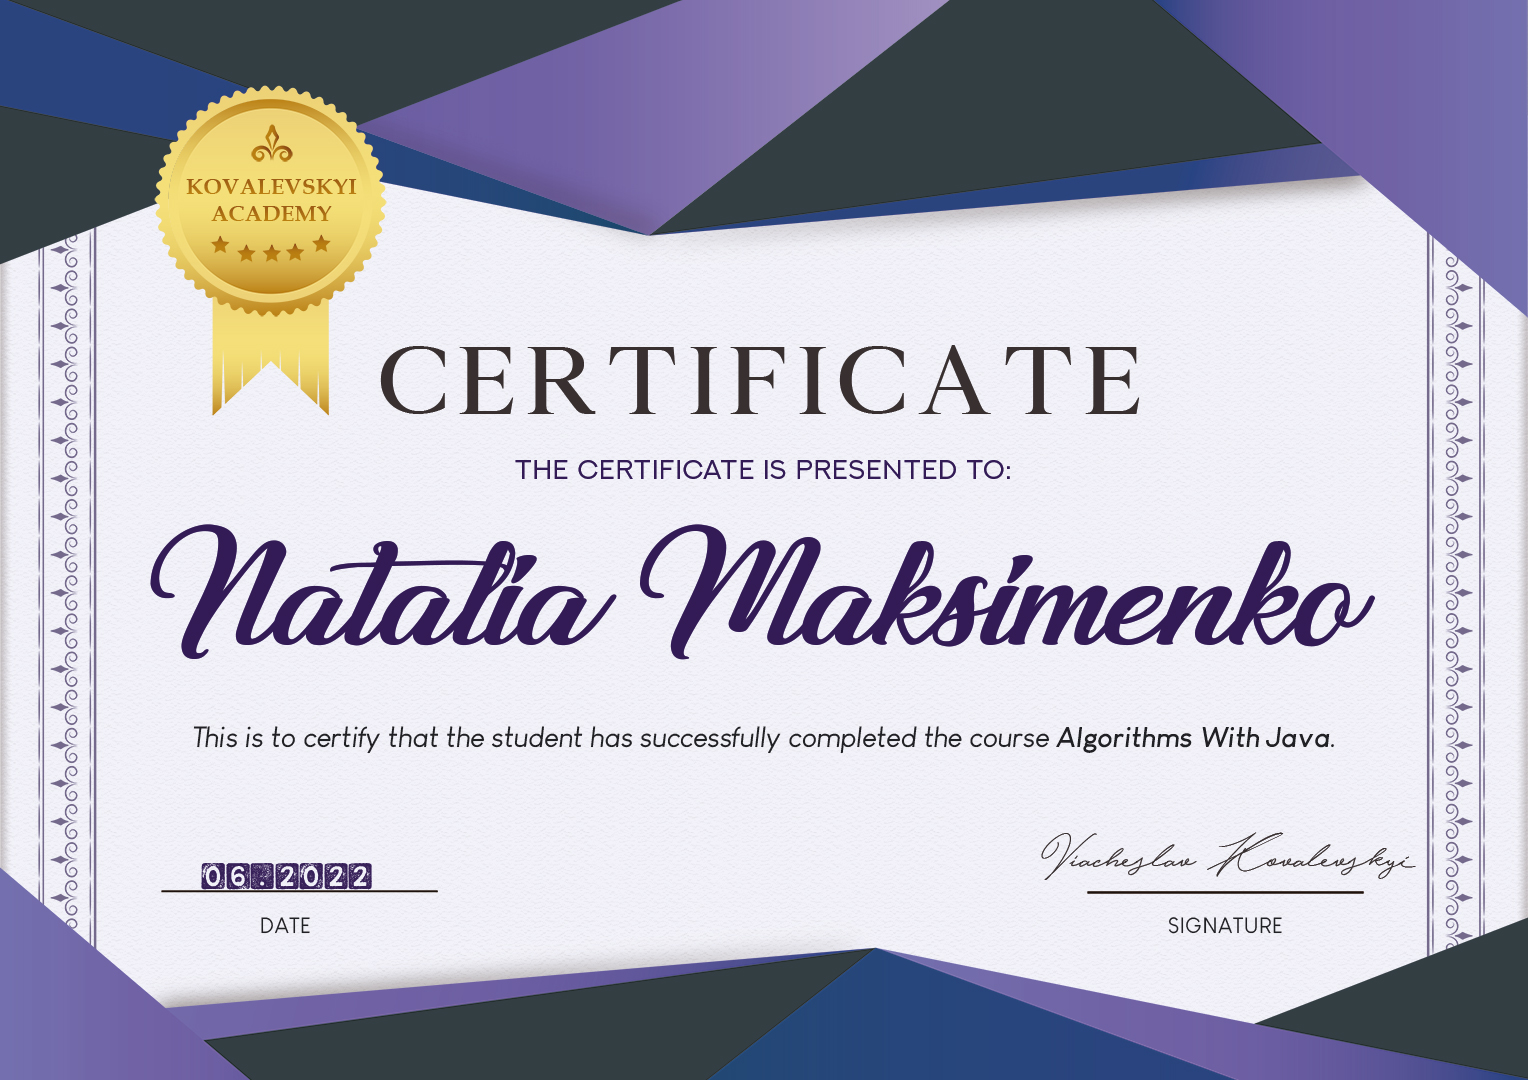 KOVALEVSKYI
ACADEMY
CERTIFICATE
THE CERTIFICATE IS PRESENTED TO:
Natalia Maksimenko
This is to certify that the student has successfully completed the course Algorithms With Java.
06.2022
Viacheslav Kovalevskyi
DATE
SIGNATURE